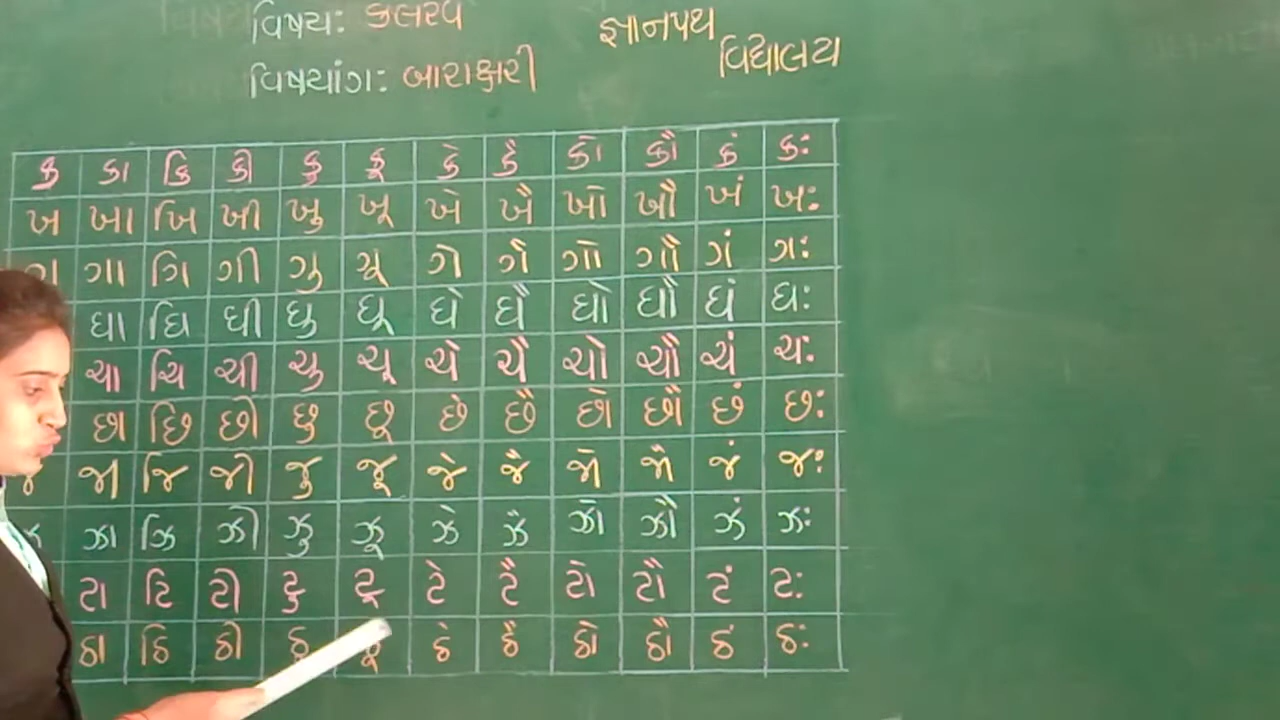 વિષય: કલરવ
જ્ઞાનપથ
વિદ્યાલય
વિષયાંગ: બારાક્ષરી
ક કા કિ કી કુ કૂ કે કૈ કો કૌ કં કઃ
ખ ખા ખિ ખી ખુ ખૂ ખે ખૈ ખો ખૌ ખં ખઃ
ગ ગા ગિ ગી ગુ ગૂ ગે ગૈ ગો ગૌ ગં ગઃ
ઘા ઘિ ઘી ઘુ ઘૂ ઘે ઘૈ ઘો ઘૌ ઘં ઘઃ
ચા ચિ ચી ચુ ચૂ ચે ચૈ ચો ચૌ ચં ચઃ
છા છિ છી છુ છૂ છે છૈ છો છૌ છં છઃ
જા જિ જી જુ જૂ જે જૈ જો જૌ જં જઃ
ઝા ઝિ ઝી ઝુ ઝૂ ઝે ઝૈ ઝો ઝૌ ઝં ઝઃ
ટા ટિ ટી ટુ ટૂ ટે ટૈ ટો ટૌ ટં ટઃ
ઠા ઠિ ઠી ઠુ ઠૂ ઠે ઠૈ ઠો ઠૌ ઠં ઠઃ